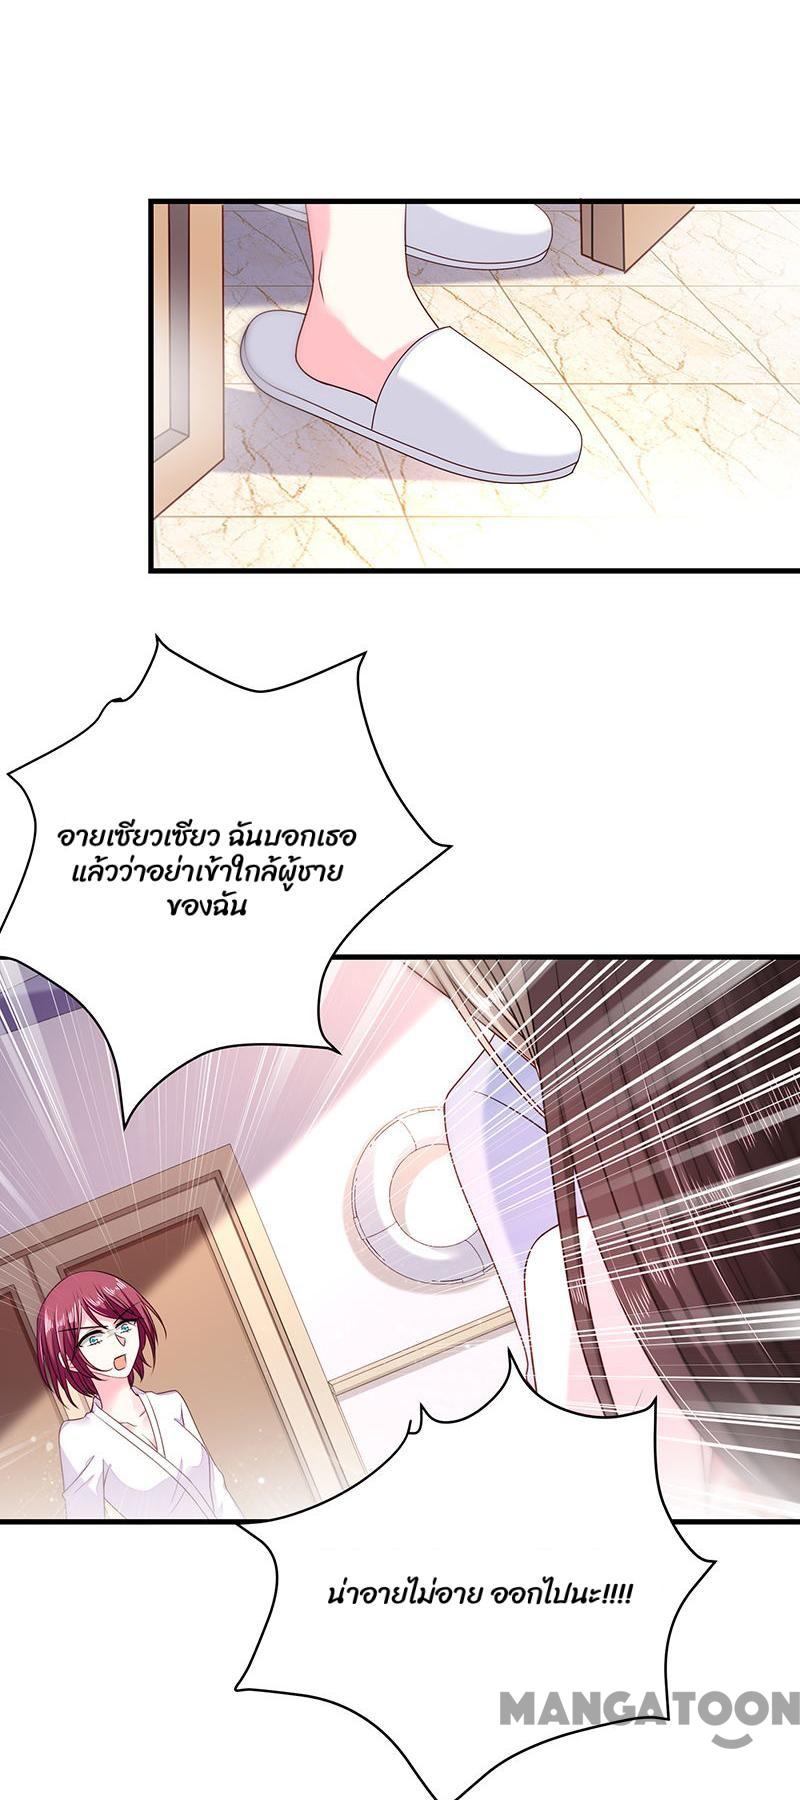 อายเซียวเซียว ฉันบอกเธอ
แล้วว่าอย่าเข้าใกล้ผู้ชาย
ของฉัน
น่าอายไม่อาย ออกไปนะ!!!!
MANGATOON